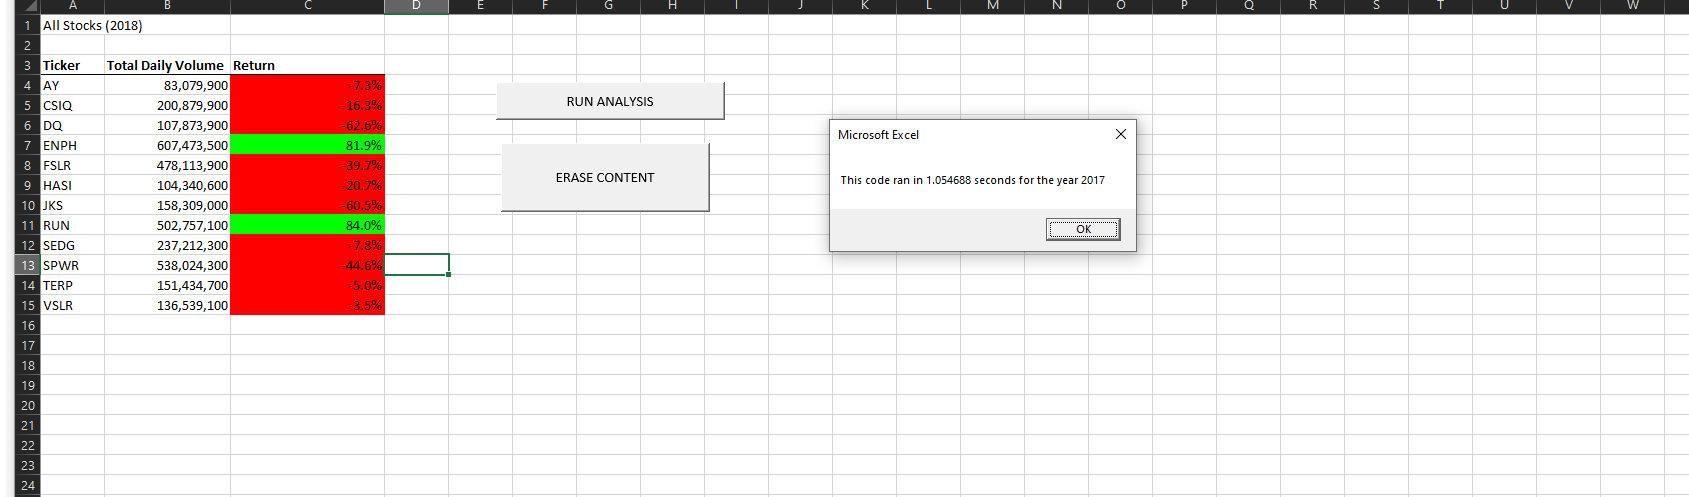 A B C D E F G H I J K L M N O P Q R S T U V W
1 All Stocks (2018)
2
3 Ticker Total Daily Volume Return
4 AY 83,079,900 -7.3%
5 CSIQ 200,879,900 -16.3%
6 DQ 107,873,900 -62.6%
7 ENPH 607,473,500 81.9%
8 FSLR 478,113,900 -39.7%
9 HASI 104,340,600 -20.7%
10 JKS 158,309,000 -60.5%
11 RUN 502,757,100 84.0%
12 SEDG 237,212,300 -7.8%
13 SPWR 538,024,300 -44.6%
14 TERP 151,434,700 -5.0%
15 VSLR 136,539,100 -3.5%
16
17
18
19
20
21
22
23
24
RUN ANALYSIS
ERASE CONTENT
Microsoft Excel
This code ran in 1.054688 seconds for the year 2017
OK